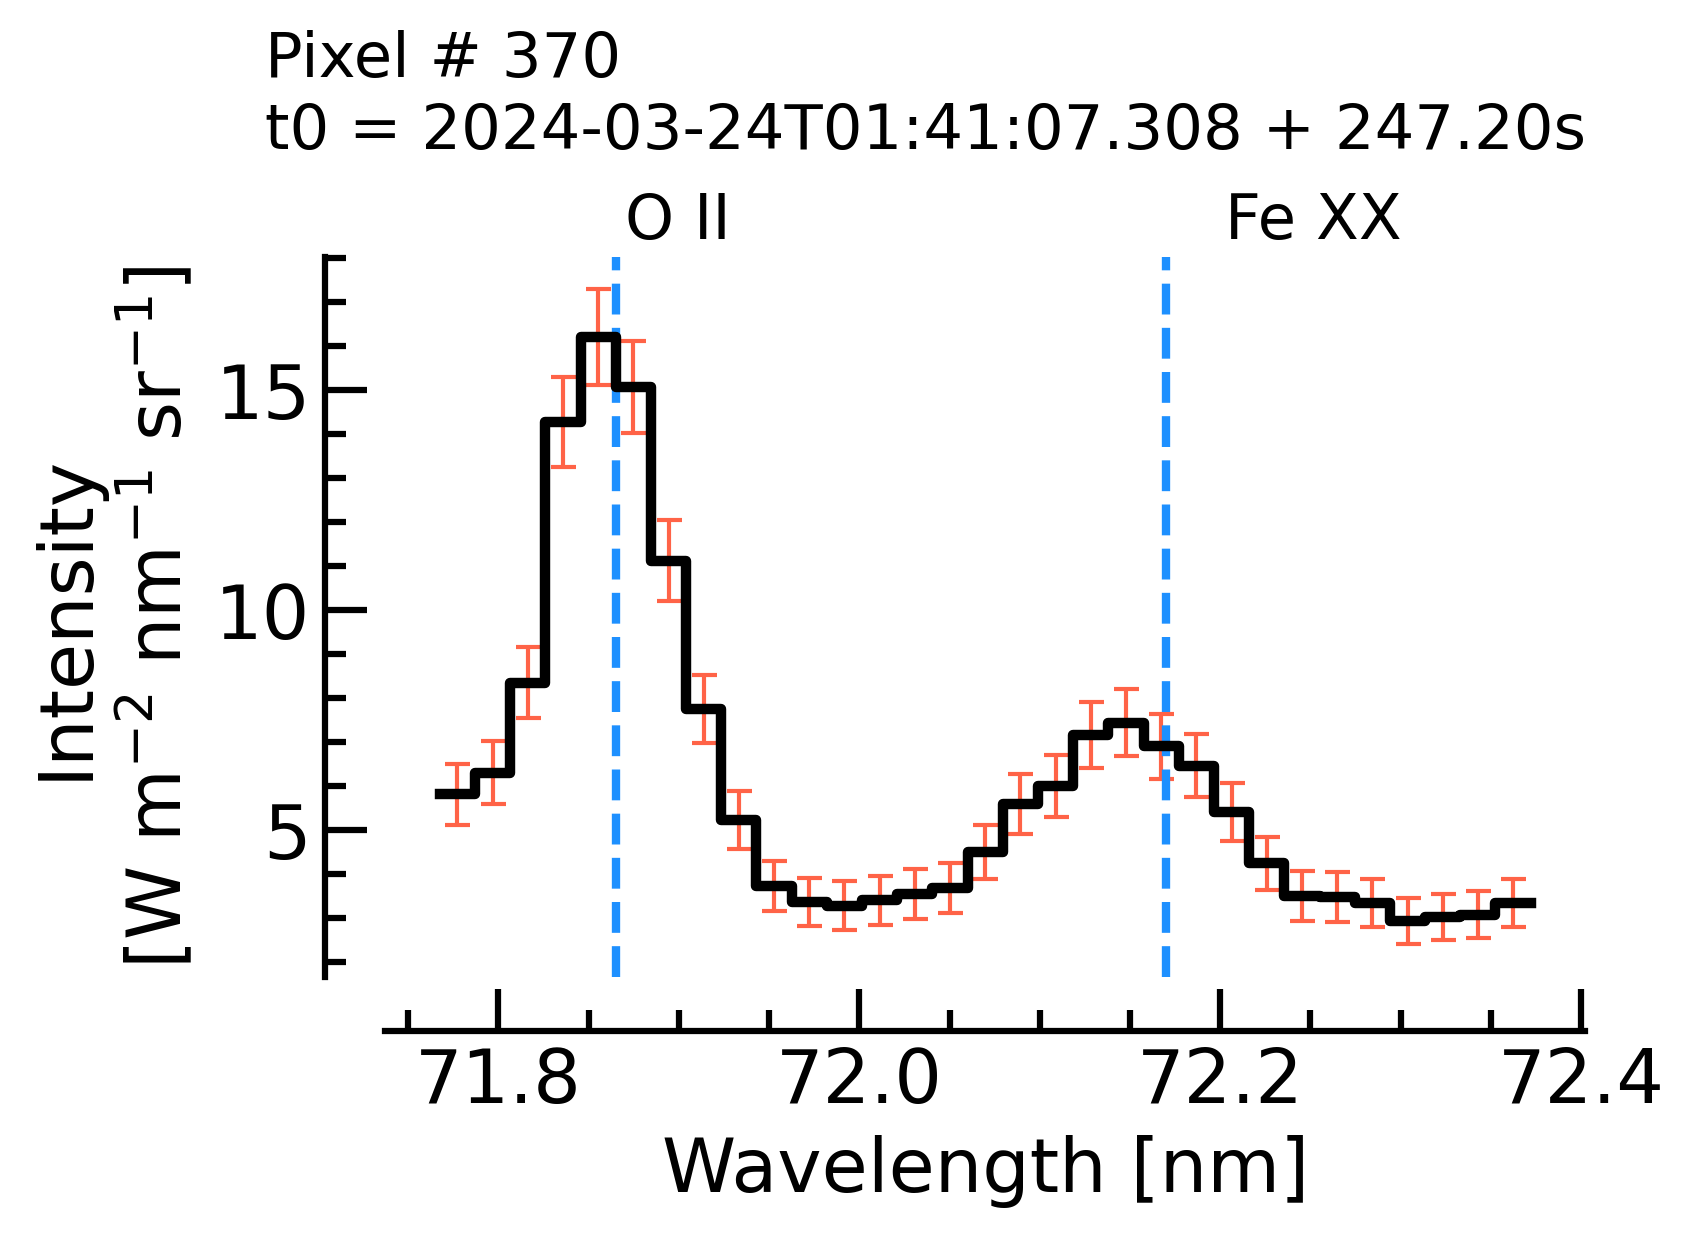 Pixel # 370
t0 = 2024-03-24T01:41:07.308 + 247.20s
O II
Fe XX
Intensity
[W m⁻² nm⁻¹ sr⁻¹]
15
10
5
71.8 72.0 72.2 72.4
Wavelength [nm]